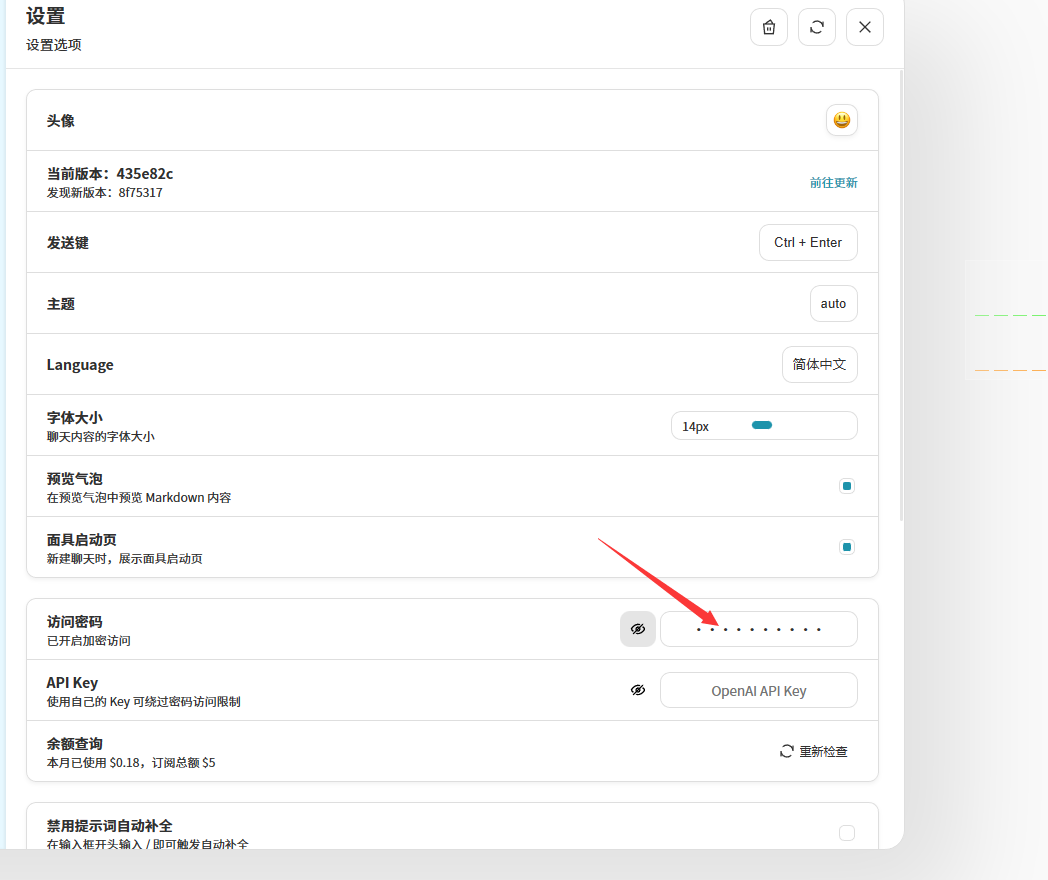 设置
设置选项
头像
当前版本：435e82c
发现新版本：8f75317
前往更新
发送键
Ctrl + Enter
主题
auto
Language
简体中文
字体大小
聊天内容的字体大小
14px
预览气泡
在预览气泡中预览 Markdown 内容
面具启动页
新建聊天时，展示面具启动页
访问密码
已开启加密访问
API Key
使用自己的 Key 可绕过密码访问限制
OpenAI API Key
余额查询
本月已使用 $0.18，订阅总额 $5
重新检查
禁用提示词自动补全
在输入框开头输入 / 即可触发自动补全